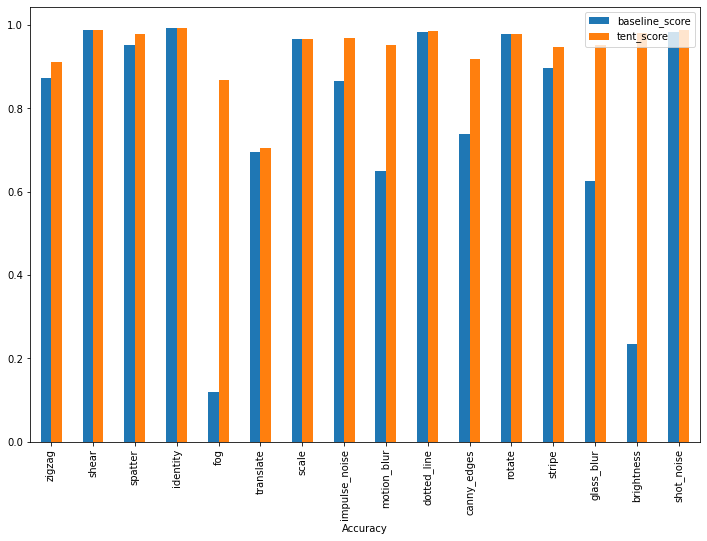 baseline_score
tent_score
1.0
0.8
0.6
0.4
0.2
0.0
zigzag
shear
spatter
identity
fog
translate
scale
impulse_noise
motion_blur
dotted_line
canny_edges
rotate
stripe
glass_blur
brightness
shot_noise
Accuracy